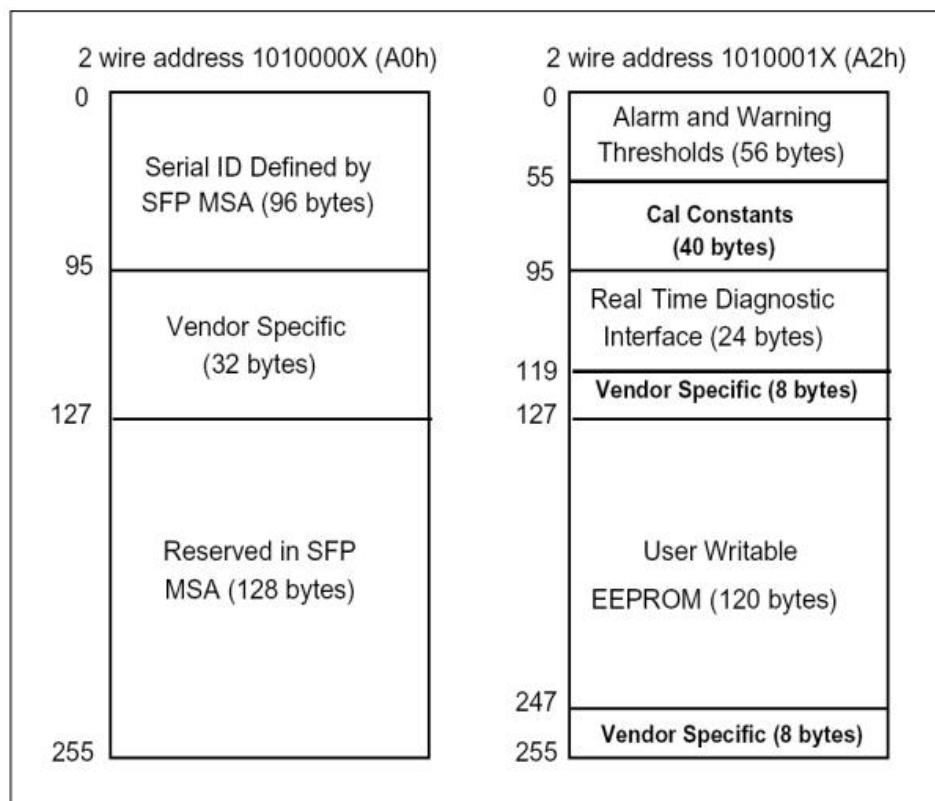 2 wire address 1010000X (A0h)
0
Serial ID Defined by
SFP MSA (96 bytes)
95
Vendor Specific
(32 bytes)
127
Reserved in SFP
MSA (128 bytes)
255
2 wire address 1010001X (A2h)
0
Alarm and Warning
Thresholds (56 bytes)
55
Cal Constants
(40 bytes)
95
Real Time Diagnostic
Interface (24 bytes)
119
Vendor Specific (8 bytes)
127
User Writable
EEPROM (120 bytes)
247
Vendor Specific (8 bytes)
255